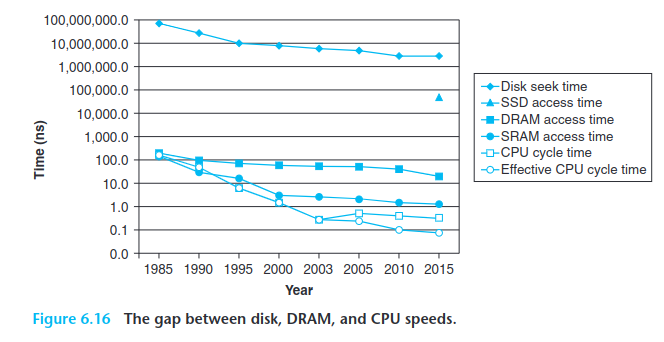 100,000,000.0
10,000,000.0
1,000,000.0
100,000.0
10,000.0
1,000.0
100.0
10.0
1.0
0.1
0.0
Time (ns)
1985 1990 1995 2000 2003 2005 2010 2015
Year
Disk seek time
SSD access time
DRAM access time
SRAM access time
CPU cycle time
Effective CPU cycle time
Figure 6.16 The gap between disk, DRAM, and CPU speeds.